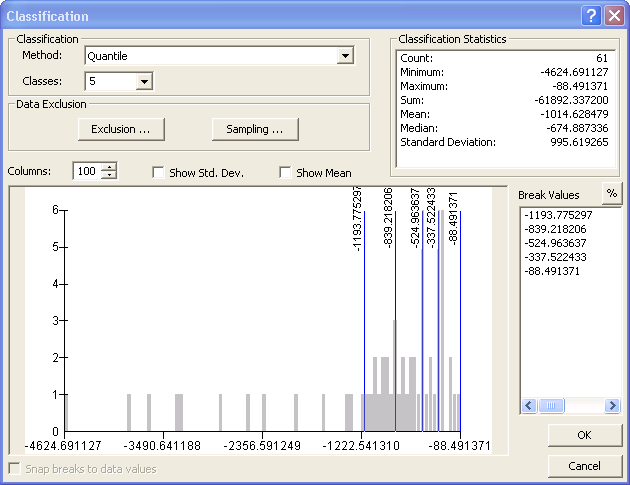 Classification
Classification
Method: Quantile
Classes: 5
Data Exclusion
Exclusion ... Sampling ...
Classification Statistics
Count: 61
Minimum: -4624.691127
Maximum: -88.491371
Sum: -61892.337200
Mean: -1014.628479
Median: -674.887336
Standard Deviation: 995.619265
Columns: 100 Show Std. Dev. Show Mean
Break Values %
-1193.775297
-839.218206
-524.963637
-337.522433
-88.491371
-1193.775297
-839.218206
-524.963637
-337.522433
-88.491371
6
5
4
3
2
1
0
-4624.691127 -3490.641188 -2356.591249 -1222.541310 -88.491371
Snap breaks to data values
OK
Cancel